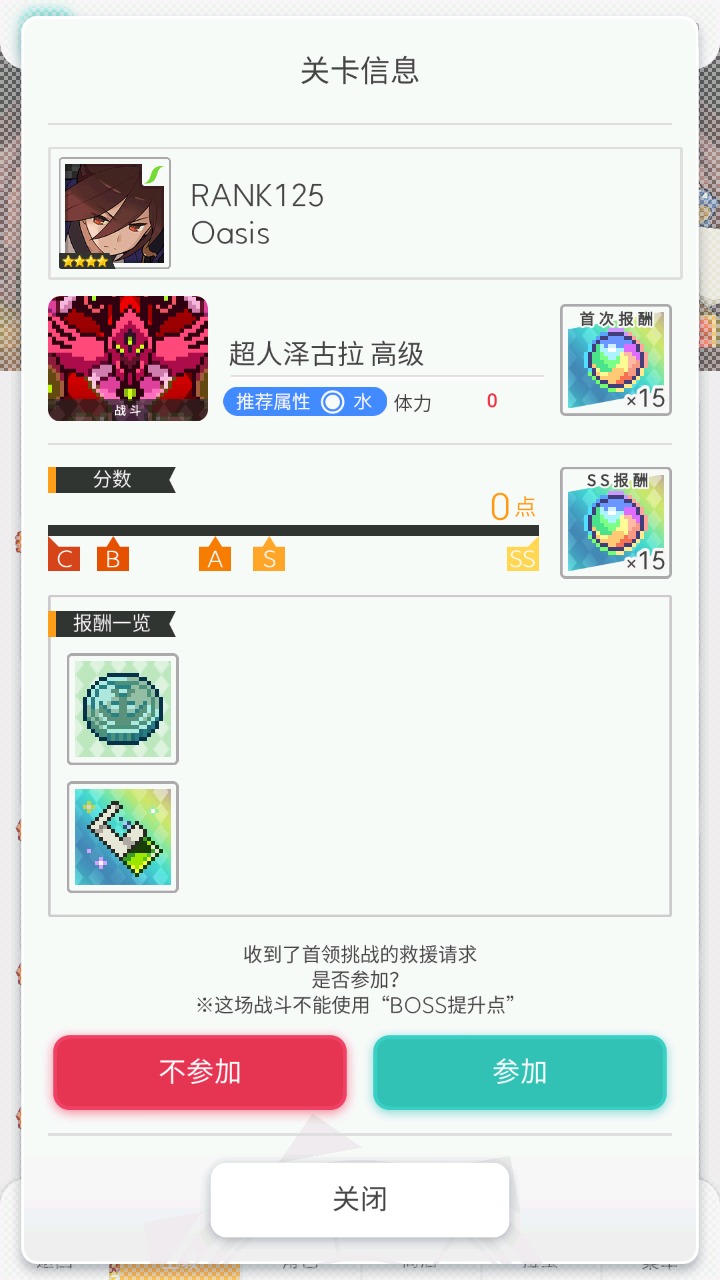 关卡信息
RANK125
Oasis
战斗
超人泽古拉 高级
推荐属性 水 体力 0
首次报酬
×15
分数
0点
C B A S SS
SS报酬
×15
报酬一览
收到了首领挑战的救援请求
是否参加?
※这场战斗不能使用“BOSS提升点”
不参加
参加
关闭